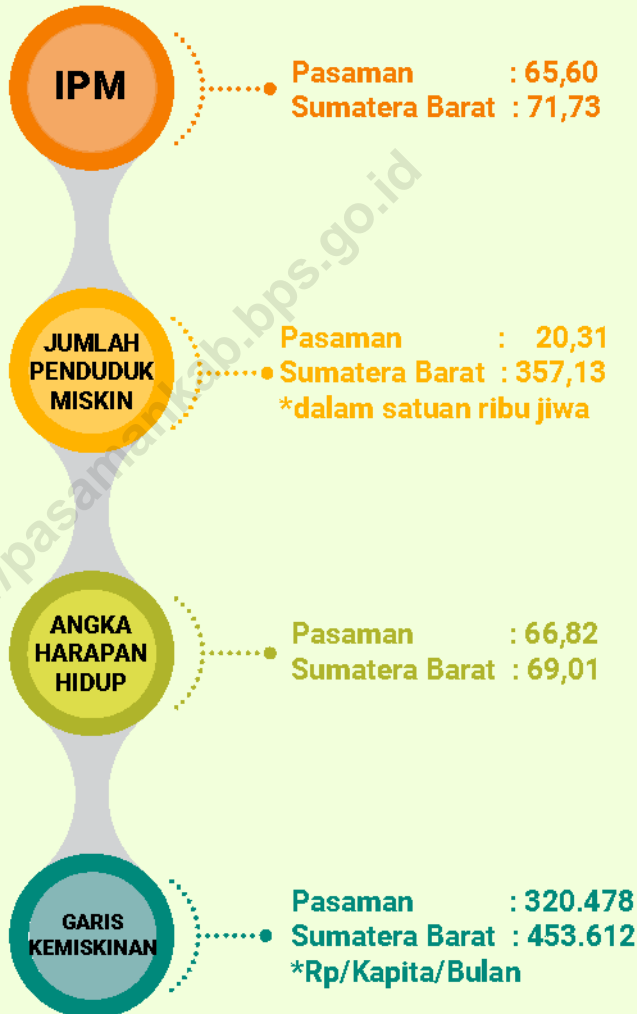 IPM
Pasaman : 65,60
Sumatera Barat : 71,73
JUMLAH
PENDUDUK
MISKIN
Pasaman : 20,31
Sumatera Barat : 357,13
*dalam satuan ribu jiwa
ANGKA
HARAPAN
HIDUP
Pasaman : 66,82
Sumatera Barat : 69,01
GARIS
KEMISKINAN
Pasaman : 320.478
Sumatera Barat : 453.612
*Rp/Kapita/Bulan
/pasamankab.bps.go.id